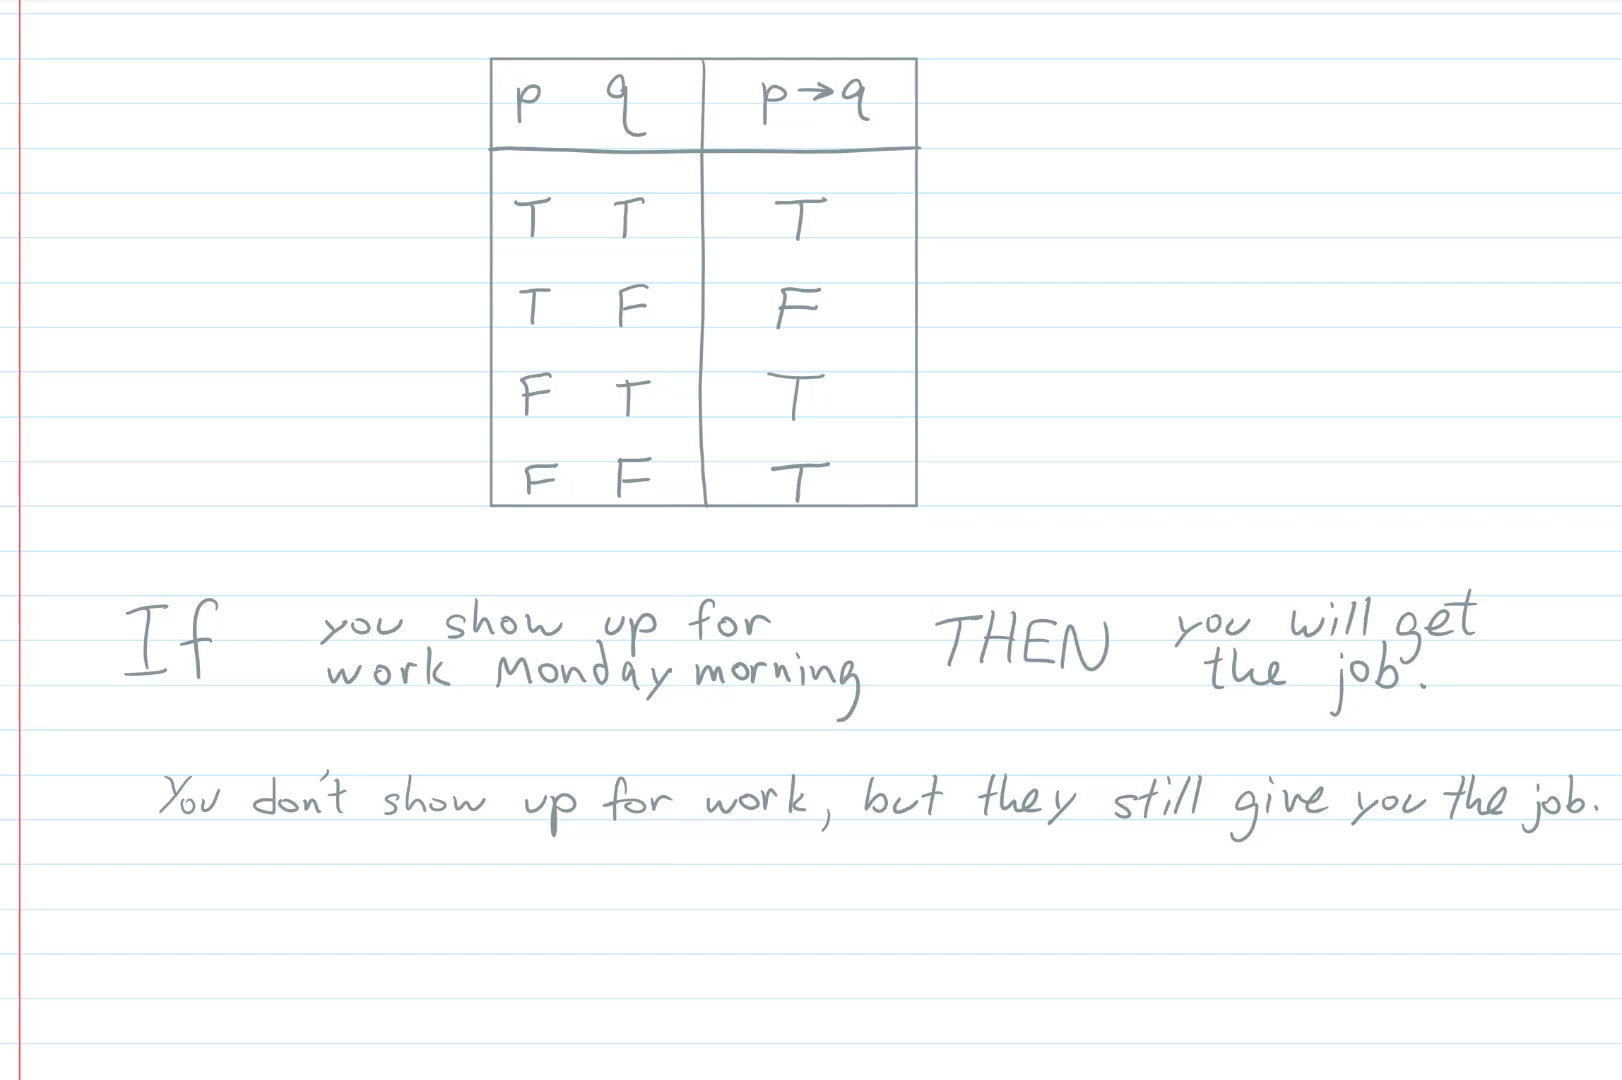 p q p→q
T T T
T F F
F T T
F F T
If you show up for THEN you will get
work Monday morning the job.
You don't show up for work, but they still give you the job.